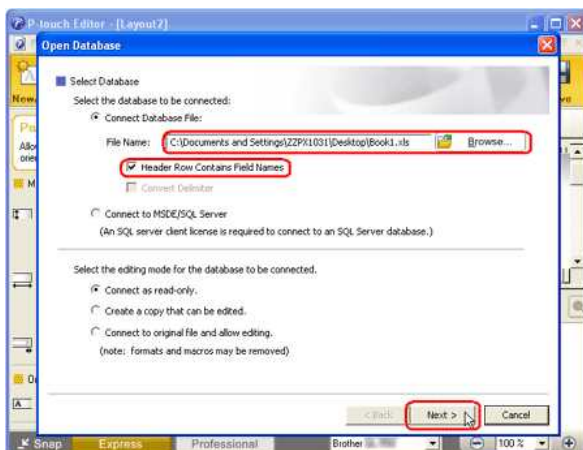 P-touch Editor - [Layout2]
Open Database
Select Database
Select the database to be connected:
Connect Database File:
File Name: C:\Documents and Settings\ZZPX1031\Desktop\Book1.xls Browse...
Header Row Contains Field Names
Convert Delimiter
Connect to MSDE/SQL Server
(An SQL server client license is required to connect to an SQL Server database.)
Select the editing mode for the database to be connected.
Connect as read-only.
Create a copy that can be edited.
Connect to original file and allow editing.
(note: formats and macros may be removed)
< Back Next > Cancel
Snap Express Professional Brother 100 %